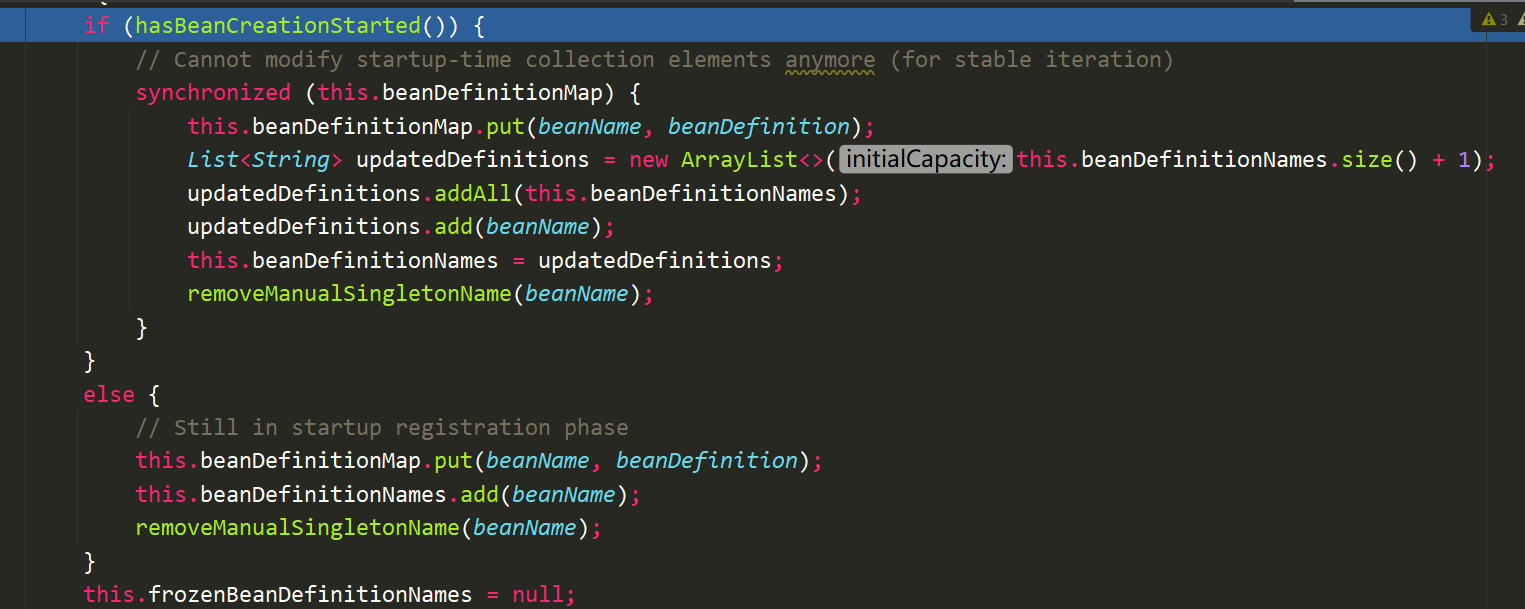 if (hasBeanCreationStarted()) {
3
// Cannot modify startup-time collection elements anymore (for stable iteration)
synchronized (this.beanDefinitionMap) {
this.beanDefinitionMap.put(beanName, beanDefinition);
List<String> updatedDefinitions = new ArrayList<>( initialCapacity: this.beanDefinitionNames.size() + 1);
updatedDefinitions.addAll(this.beanDefinitionNames);
updatedDefinitions.add(beanName);
this.beanDefinitionNames = updatedDefinitions;
removeManualSingletonName(beanName);
}
}
else {
// Still in startup registration phase
this.beanDefinitionMap.put(beanName, beanDefinition);
this.beanDefinitionNames.add(beanName);
removeManualSingletonName(beanName);
}
this.frozenBeanDefinitionNames = null;